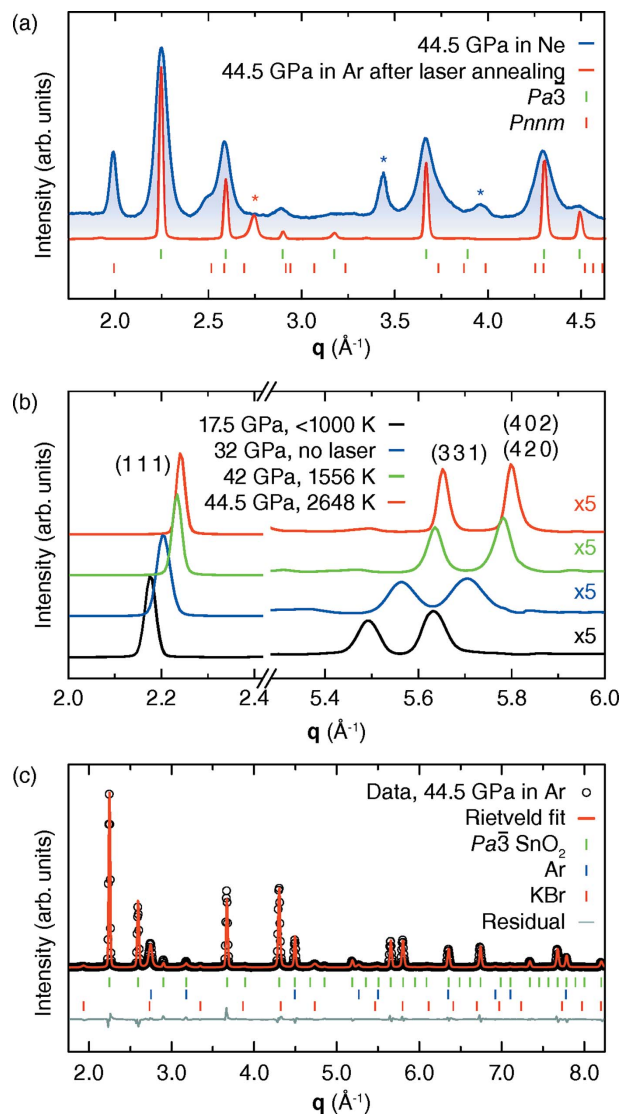 (a)
44.5 GPa in Ne
44.5 GPa in Ar after laser annealing
Pa3̄
Pnnm
*
*
*
Intensity (arb. units)
2.0 2.5 3.0 3.5 4.0 4.5
q (Å⁻¹)
(b)
17.5 GPa, <1000 K
32 GPa, no laser
42 GPa, 1556 K
44.5 GPa, 2648 K
(1 1 1)
(3 3 1)
(4 0 2)
(4 2 0)
x5
x5
x5
x5
Intensity (arb. units)
2.0 2.2 2.4 5.4 5.6 5.8 6.0
q (Å⁻¹)
(c)
Data, 44.5 GPa in Ar
Rietveld fit
Pa3̄ SnO₂
Ar
KBr
Residual
Intensity (arb. units)
2.0 3.0 4.0 5.0 6.0 7.0 8.0
q (Å⁻¹)